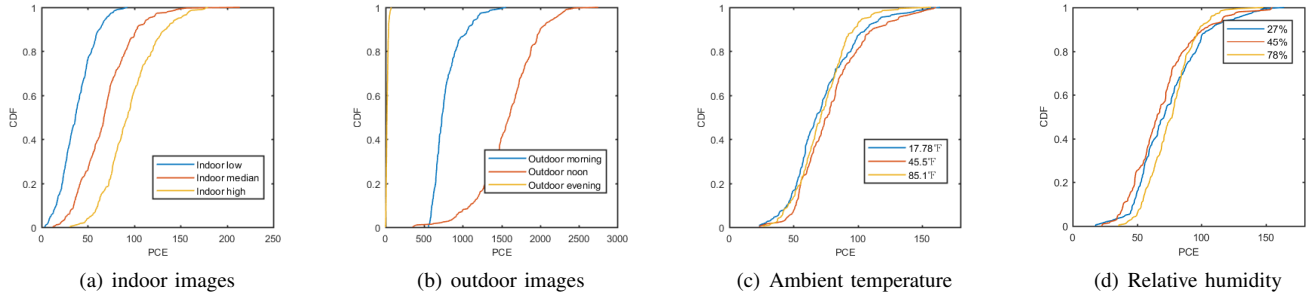 1
0.8
0.6
0.4
0.2
0
CDF
0 50 100 150 200 250
PCE
Indoor low
Indoor median
Indoor high
(a) indoor images
1
0.8
0.6
0.4
0.2
0
CDF
0 500 1000 1500 2000 2500 3000
PCE
Outdoor morning
Outdoor noon
Outdoor evening
(b) outdoor images
1
0.8
0.6
0.4
0.2
0
CDF
0 50 100 150
PCE
17.78℉
45.5℉
85.1℉
(c) Ambient temperature
1
0.8
0.6
0.4
0.2
0
CDF
0 50 100 150
PCE
27%
45%
78%
(d) Relative humidity